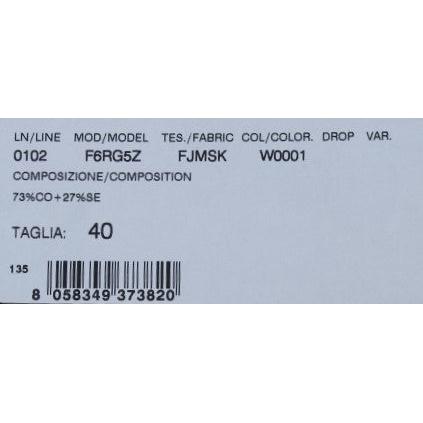 LN/LINE MOD/MODEL TES./FABRIC COL/COLOR. DROP VAR.
0102 F6RG5Z FJMSK W0001
COMPOSIZIONE/COMPOSITION
73%CO+27%SE
TAGLIA: 40
135
8 058349 373820